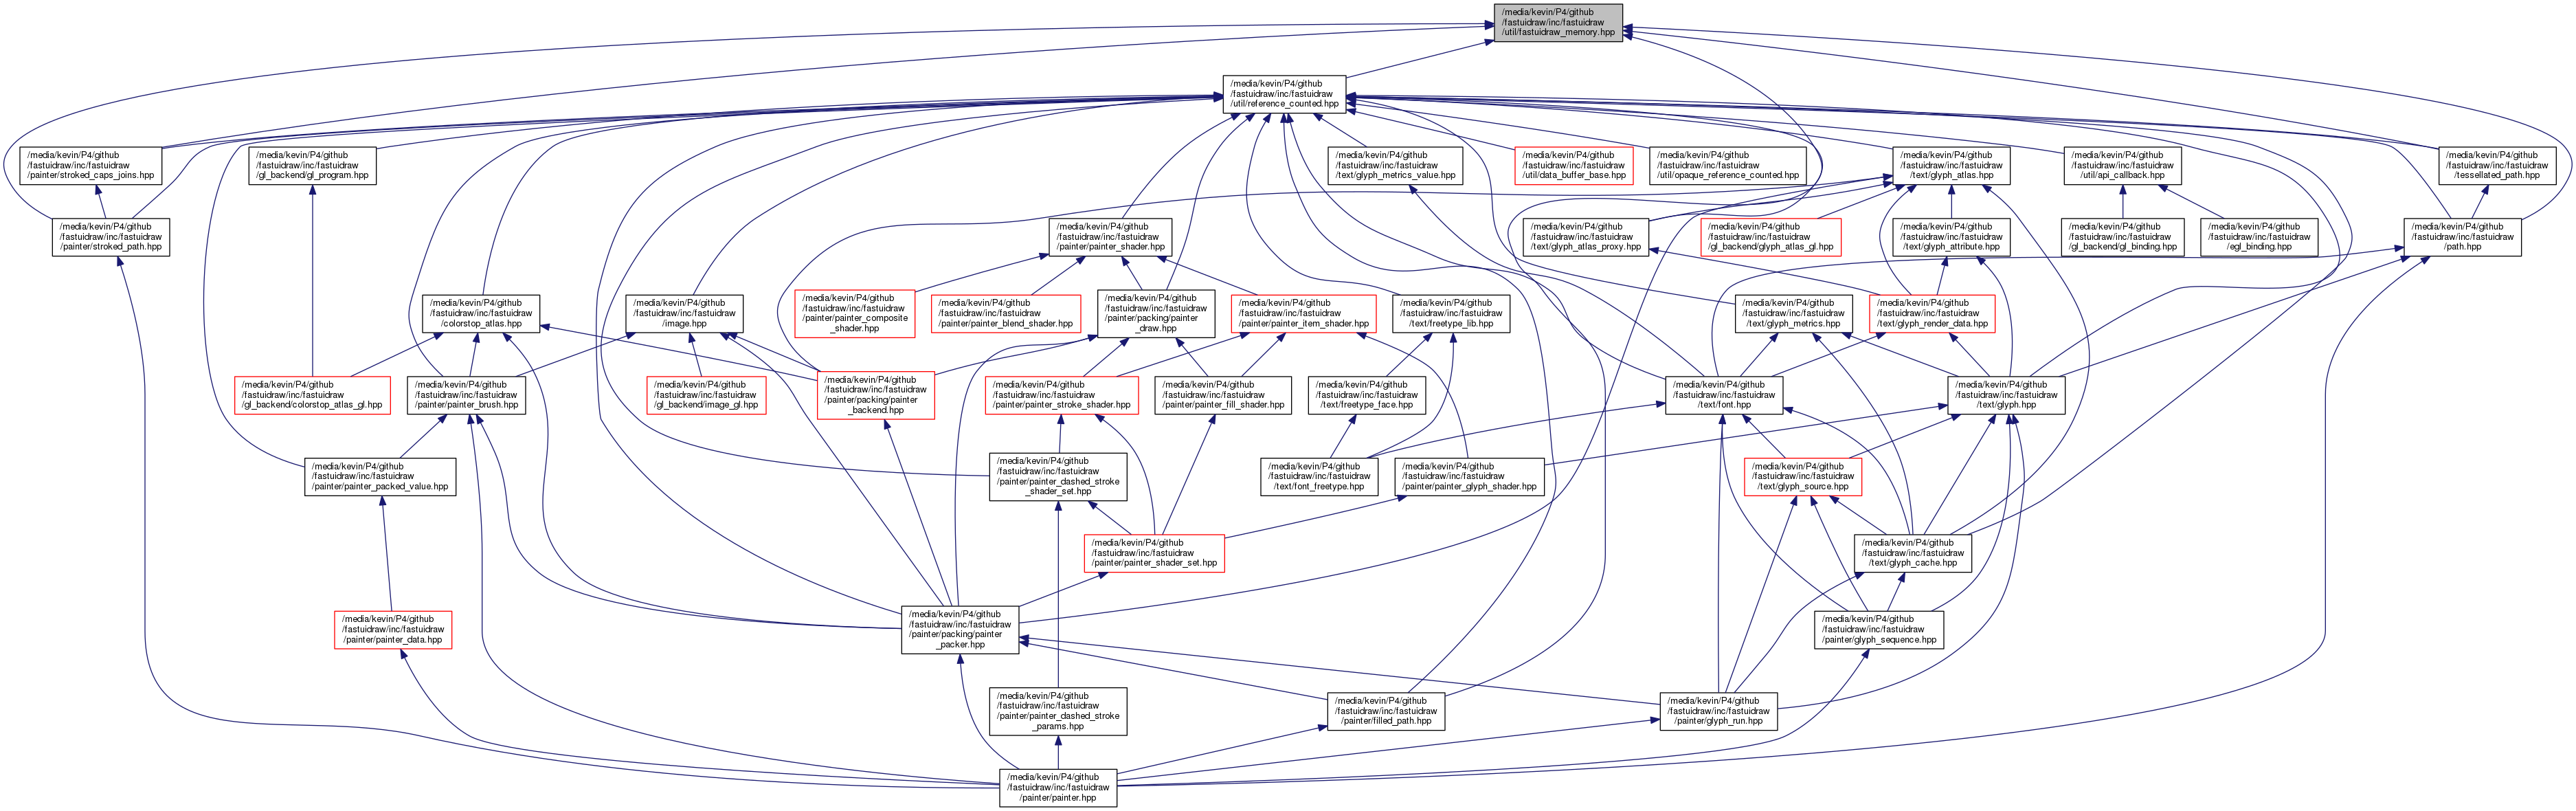 /media/kevin/P4/github
/fastuidraw/inc/fastuidraw
/util/fastuidraw_memory.hpp
/media/kevin/P4/github
/fastuidraw/inc/fastuidraw
/util/reference_counted.hpp
/media/kevin/P4/github
/fastuidraw/inc/fastuidraw
/painter/stroked_caps_joins.hpp
/media/kevin/P4/github
/fastuidraw/inc/fastuidraw
/gl_backend/gl_program.hpp
/media/kevin/P4/github
/fastuidraw/inc/fastuidraw
/text/glyph_metrics_value.hpp
/media/kevin/P4/github
/fastuidraw/inc/fastuidraw
/util/data_buffer_base.hpp
/media/kevin/P4/github
/fastuidraw/inc/fastuidraw
/util/opaque_reference_counted.hpp
/media/kevin/P4/github
/fastuidraw/inc/fastuidraw
/text/glyph_atlas.hpp
/media/kevin/P4/github
/fastuidraw/inc/fastuidraw
/util/api_callback.hpp
/media/kevin/P4/github
/fastuidraw/inc/fastuidraw
/tessellated_path.hpp
/media/kevin/P4/github
/fastuidraw/inc/fastuidraw
/painter/stroked_path.hpp
/media/kevin/P4/github
/fastuidraw/inc/fastuidraw
/painter/painter_shader.hpp
/media/kevin/P4/github
/fastuidraw/inc/fastuidraw
/text/glyph_atlas_proxy.hpp
/media/kevin/P4/github
/fastuidraw/inc/fastuidraw
/gl_backend/glyph_atlas_gl.hpp
/media/kevin/P4/github
/fastuidraw/inc/fastuidraw
/text/glyph_attribute.hpp
/media/kevin/P4/github
/fastuidraw/inc/fastuidraw
/gl_backend/gl_binding.hpp
/media/kevin/P4/github
/fastuidraw/inc/fastuidraw
/egl_binding.hpp
/media/kevin/P4/github
/fastuidraw/inc/fastuidraw
/path.hpp
/media/kevin/P4/github
/fastuidraw/inc/fastuidraw
/colorstop_atlas.hpp
/media/kevin/P4/github
/fastuidraw/inc/fastuidraw
/image.hpp
/media/kevin/P4/github
/fastuidraw/inc/fastuidraw
/painter/painter_composite
_shader.hpp
/media/kevin/P4/github
/fastuidraw/inc/fastuidraw
/painter/painter_blend_shader.hpp
/media/kevin/P4/github
/fastuidraw/inc/fastuidraw
/painter/packing/painter
_draw.hpp
/media/kevin/P4/github
/fastuidraw/inc/fastuidraw
/painter/painter_item_shader.hpp
/media/kevin/P4/github
/fastuidraw/inc/fastuidraw
/text/freetype_lib.hpp
/media/kevin/P4/github
/fastuidraw/inc/fastuidraw
/text/glyph_metrics.hpp
/media/kevin/P4/github
/fastuidraw/inc/fastuidraw
/text/glyph_render_data.hpp
/media/kevin/P4/github
/fastuidraw/inc/fastuidraw
/gl_backend/colorstop_atlas_gl.hpp
/media/kevin/P4/github
/fastuidraw/inc/fastuidraw
/painter/painter_brush.hpp
/media/kevin/P4/github
/fastuidraw/inc/fastuidraw
/gl_backend/image_gl.hpp
/media/kevin/P4/github
/fastuidraw/inc/fastuidraw
/painter/packing/painter
_backend.hpp
/media/kevin/P4/github
/fastuidraw/inc/fastuidraw
/painter/painter_stroke_shader.hpp
/media/kevin/P4/github
/fastuidraw/inc/fastuidraw
/painter/painter_fill_shader.hpp
/media/kevin/P4/github
/fastuidraw/inc/fastuidraw
/text/freetype_face.hpp
/media/kevin/P4/github
/fastuidraw/inc/fastuidraw
/text/font.hpp
/media/kevin/P4/github
/fastuidraw/inc/fastuidraw
/text/glyph.hpp
/media/kevin/P4/github
/fastuidraw/inc/fastuidraw
/painter/painter_packed_value.hpp
/media/kevin/P4/github
/fastuidraw/inc/fastuidraw
/painter/painter_dashed_stroke
_shader_set.hpp
/media/kevin/P4/github
/fastuidraw/inc/fastuidraw
/text/font_freetype.hpp
/media/kevin/P4/github
/fastuidraw/inc/fastuidraw
/painter/painter_glyph_shader.hpp
/media/kevin/P4/github
/fastuidraw/inc/fastuidraw
/text/glyph_source.hpp
/media/kevin/P4/github
/fastuidraw/inc/fastuidraw
/painter/painter_shader_set.hpp
/media/kevin/P4/github
/fastuidraw/inc/fastuidraw
/text/glyph_cache.hpp
/media/kevin/P4/github
/fastuidraw/inc/fastuidraw
/painter/painter_data.hpp
/media/kevin/P4/github
/fastuidraw/inc/fastuidraw
/painter/packing/painter
_packer.hpp
/media/kevin/P4/github
/fastuidraw/inc/fastuidraw
/painter/glyph_sequence.hpp
/media/kevin/P4/github
/fastuidraw/inc/fastuidraw
/painter/painter_dashed_stroke
_params.hpp
/media/kevin/P4/github
/fastuidraw/inc/fastuidraw
/painter/filled_path.hpp
/media/kevin/P4/github
/fastuidraw/inc/fastuidraw
/painter/glyph_run.hpp
/media/kevin/P4/github
/fastuidraw/inc/fastuidraw
/painter/painter.hpp